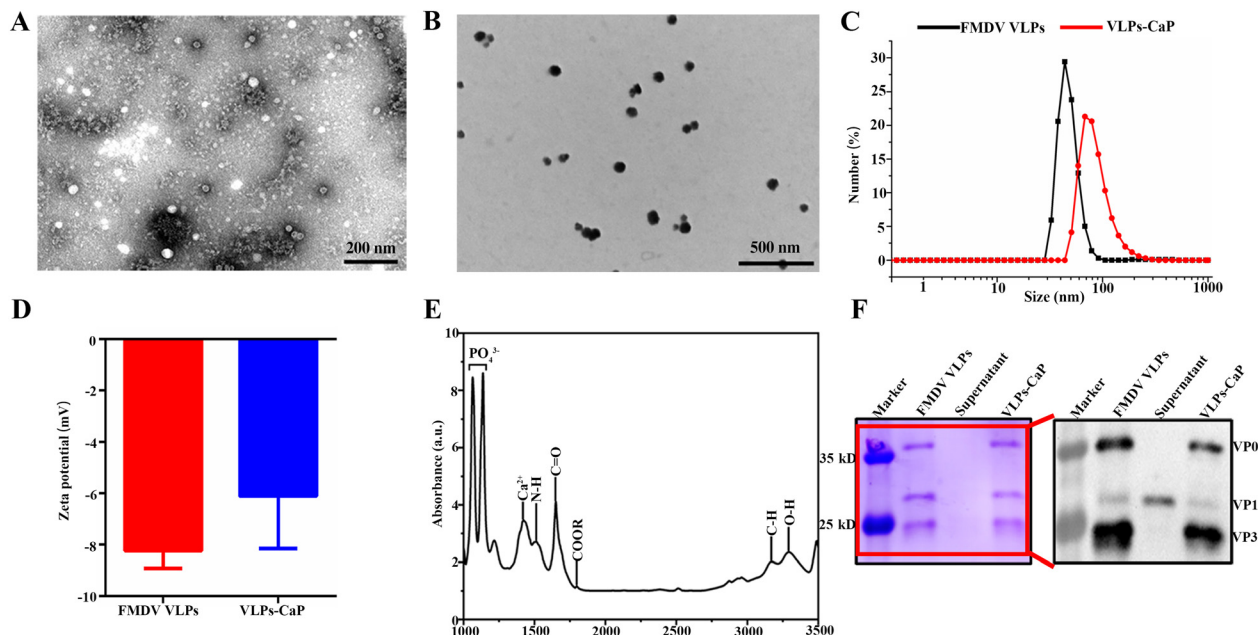 A
200 nm
B
500 nm
C
FMDV VLPs
VLPs-CaP
Number (%)
30
25
20
15
10
5
0
1
10
100
1000
Size (nm)
D
Zeta potential (mV)
0
-2
-4
-6
-8
-10
FMDV VLPs
VLPs-CaP
E
Absorbance (a.u.)
10
8
6
4
2
0
PO₄³⁻
Ca²⁺
N-H
C=O
COOR
C-H
O-H
1000
1500
2000
2500
3000
3500
F
Marker
FMDV VLPs
Supernatant
VLPs-CaP
35 kD
25 kD
Marker
FMDV VLPs
Supernatant
VLPs-CaP
VP0
VP1
VP3